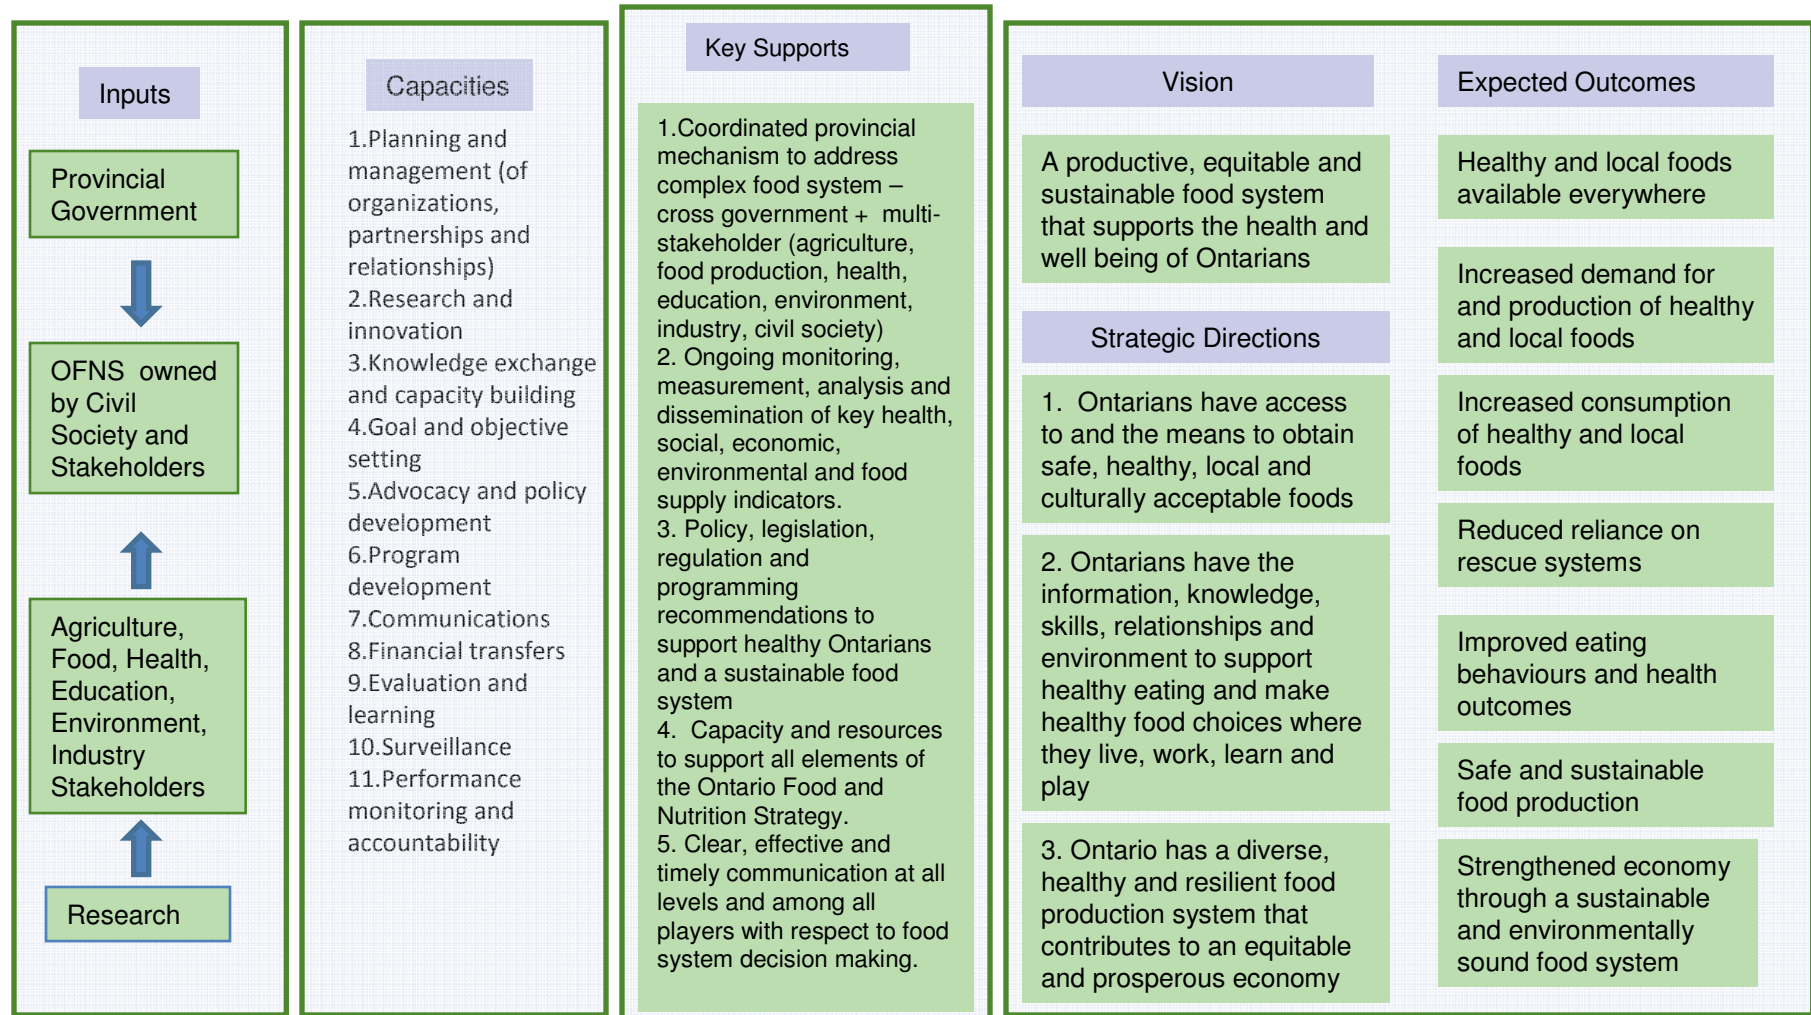 Inputs
Provincial
Government
OFNS owned
by Civil
Society and
Stakeholders
Agriculture,
Food, Health,
Education,
Environment,
Industry
Stakeholders
Research
Capacities
1.Planning and
management (of
organizations,
partnerships and
relationships)
2.Research and
innovation
3.Knowledge exchange
and capacity building
4.Goal and objective
setting
5.Advocacy and policy
development
6.Program
development
7.Communications
8.Financial transfers
9.Evaluation and
learning
10.Surveillance
11.Performance
monitoring and
accountability
Key Supports
1.Coordinated provincial
mechanism to address
complex food system –
cross government + multi-
stakeholder (agriculture,
food production, health,
education, environment,
industry, civil society)
2. Ongoing monitoring,
measurement, analysis and
dissemination of key health,
social, economic,
environmental and food
supply indicators.
3. Policy, legislation,
regulation and
programming
recommendations to
support healthy Ontarians
and a sustainable food
system
4. Capacity and resources
to support all elements of
the Ontario Food and
Nutrition Strategy.
5. Clear, effective and
timely communication at all
levels and among all
players with respect to food
system decision making.
Vision
A productive, equitable and
sustainable food system
that supports the health and
well being of Ontarians
Strategic Directions
1. Ontarians have access
to and the means to obtain
safe, healthy, local and
culturally acceptable foods
2. Ontarians have the
information, knowledge,
skills, relationships and
environment to support
healthy eating and make
healthy food choices where
they live, work, learn and
play
3. Ontario has a diverse,
healthy and resilient food
production system that
contributes to an equitable
and prosperous economy
Expected Outcomes
Healthy and local foods
available everywhere
Increased demand for
and production of healthy
and local foods
Increased consumption
of healthy and local
foods
Reduced reliance on
rescue systems
Improved eating
behaviours and health
outcomes
Safe and sustainable
food production
Strengthened economy
through a sustainable
and environmentally
sound food system